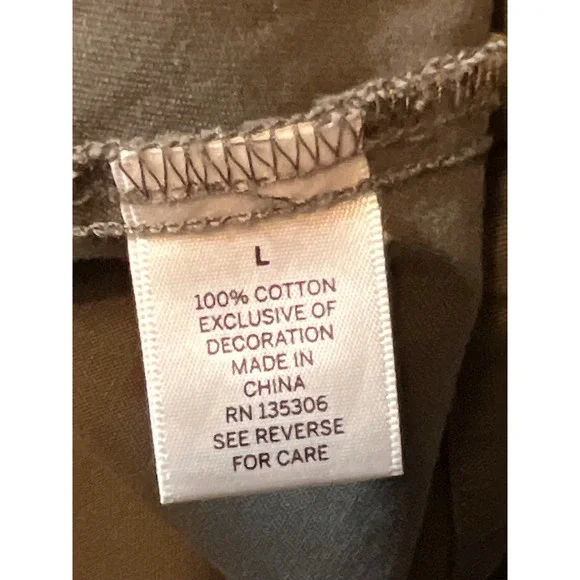 L
100% COTTON
EXCLUSIVE OF
DECORATION
MADE IN
CHINA
RN 135306
SEE REVERSE
FOR CARE